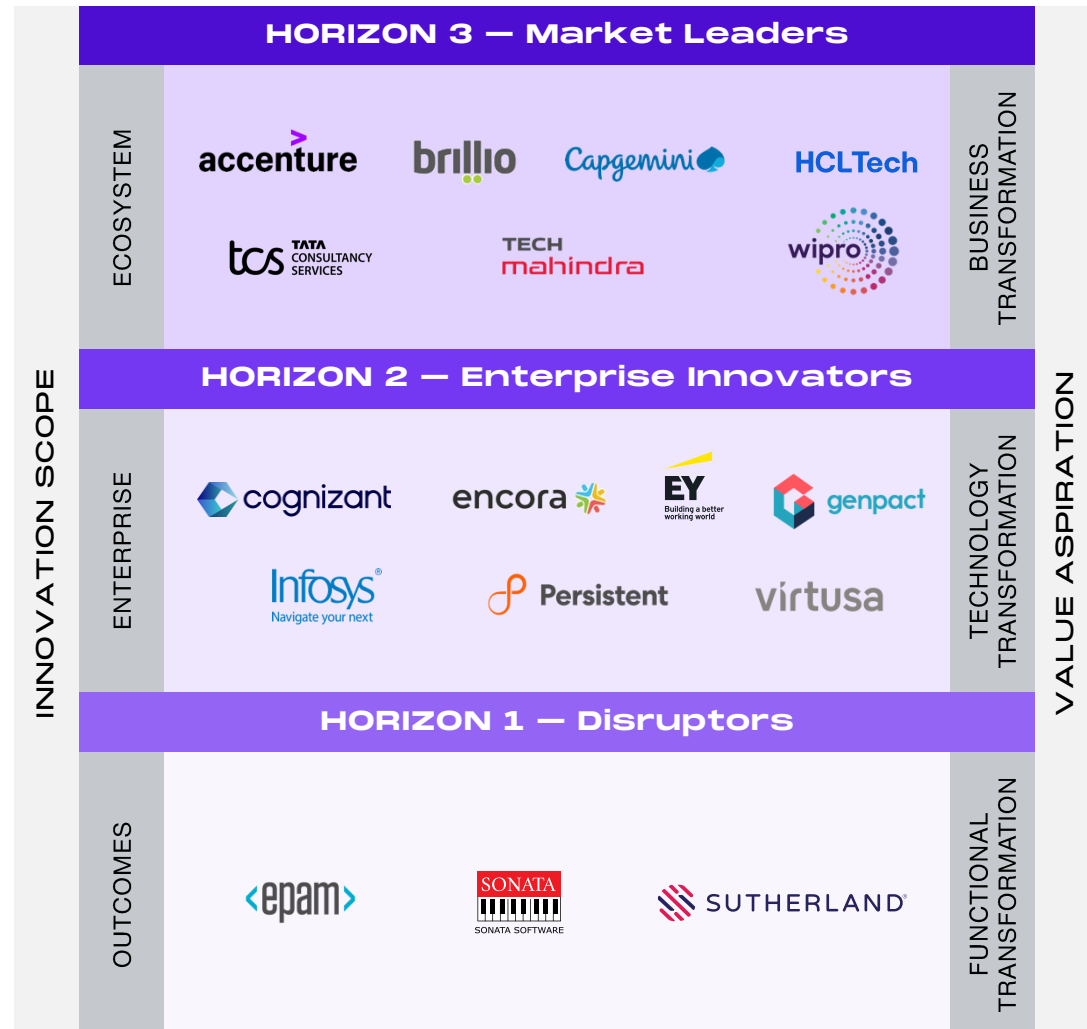 HORIZON 3 — Market Leaders
INNOVATION SCOPE
VALUE ASPIRATION
ECOSYSTEM
BUSINESS
TRANSFORMATION
accenture
brillio
Capgemini
HCLTech
tcs TATA
CONSULTANCY
SERVICES
TECH
mahindra
wipro
HORIZON 2 — Enterprise Innovators
ENTERPRISE
TECHNOLOGY
TRANSFORMATION
cognizant
encora
EY
Building a better
working world
genpact
Infosys®
Navigate your next
Persistent
virtusa
HORIZON 1 — Disruptors
OUTCOMES
FUNCTIONAL
TRANSFORMATION
<epam>
SONATA
SONATA SOFTWARE
SUTHERLAND®